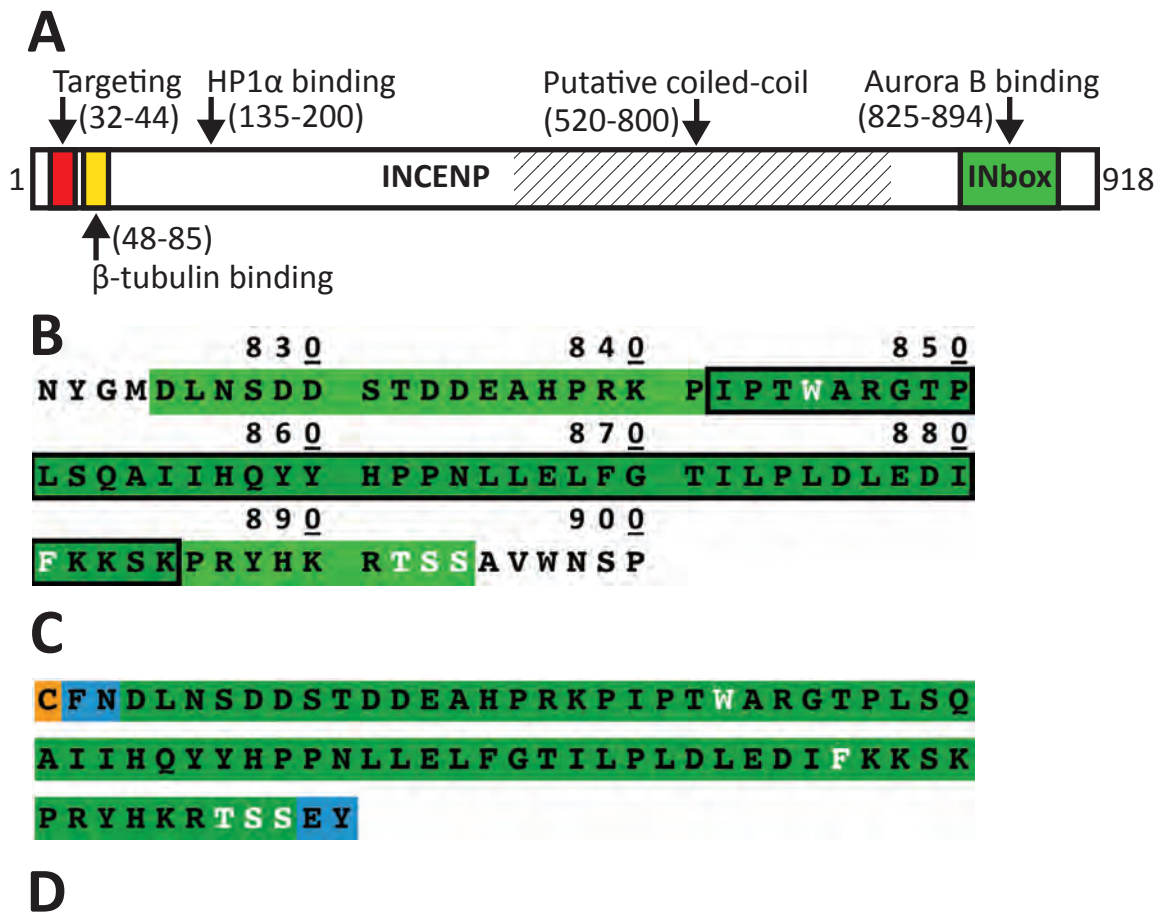 A
Targeting HP1α binding Putative coiled-coil Aurora B binding
(32-44) (135-200) (520-800) (825-894)
1 INCENP INbox 918
(48-85)
β-tubulin binding
B
830 840 850
NYGMDLNSDD STDDEAHPRK PIPTWARGTP
860 870 880
LSQAIIHQYY HPPNLLELFG TILPLDLEDI
890 900
FKKSKPRYHK RTSSAVWNSP
C
CFNDLNSDDSTDDEAHPRKPIPTWARGTPLSQ
AIIHQYYHPPNLLELFGTILPLDLEDIFKKSK
PRYHKRTSSEY
D